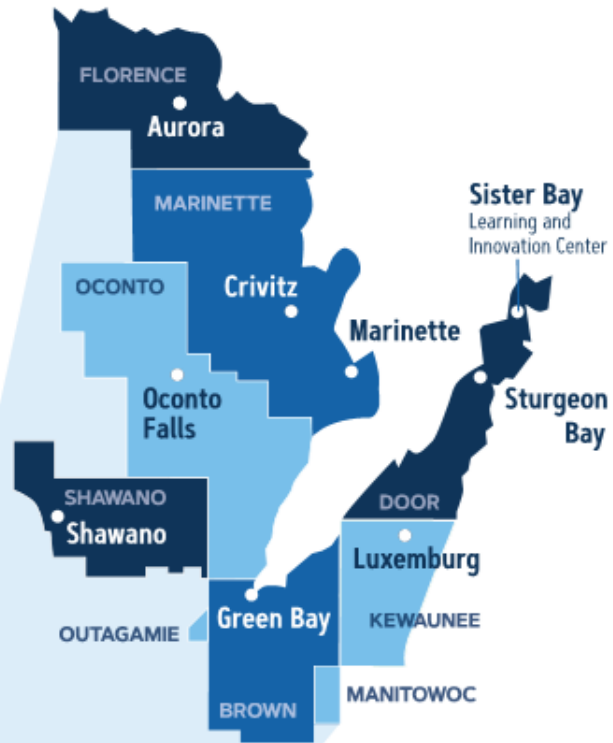 FLORENCE
Aurora
MARINETTE
Sister Bay
Learning and
Innovation Center
OCONTO
Crivitz
Marinette
Oconto
Falls
Sturgeon
Bay
SHAWANO
Shawano
DOOR
Luxemburg
Green Bay
KEWAUNEE
OUTAGAMIE
MANITOWOC
BROWN